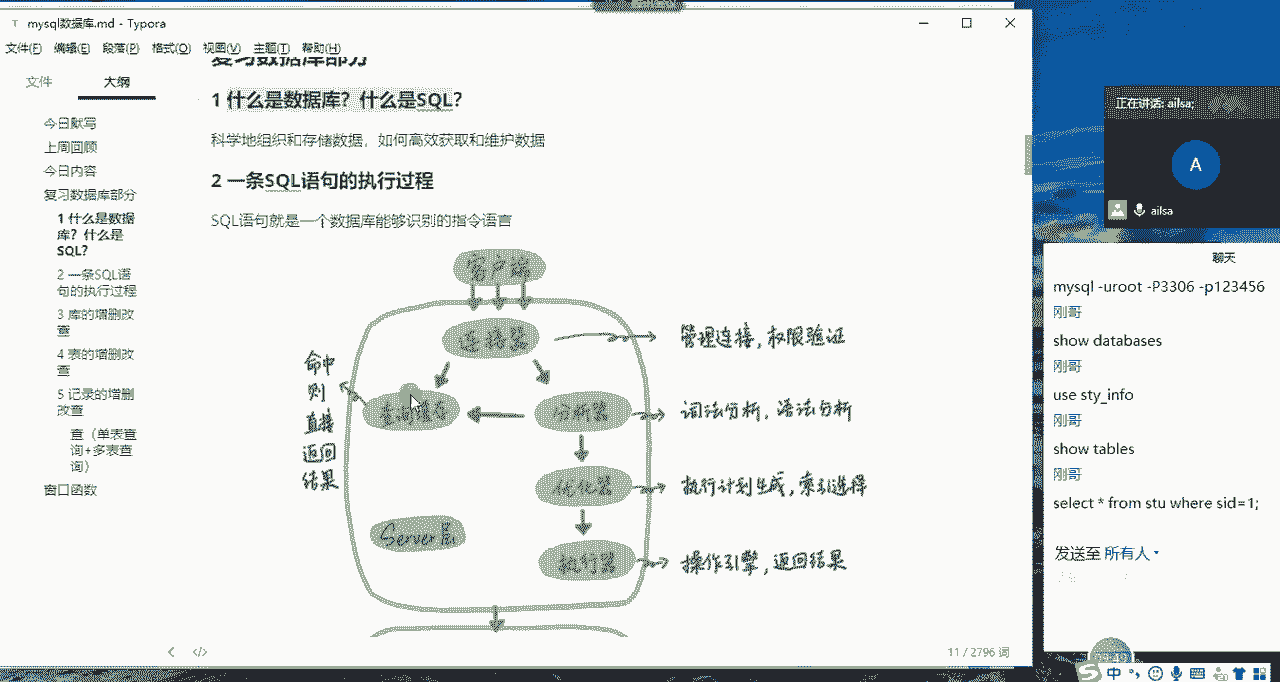 mysql数据库.md - Typora
文件(F) 编辑(E) 段落(P) 格式(O) 视图(V) 主题(T) 帮助(H)
文件 大纲
今日默写
上周回顾
今日内容
复习数据库部分
1 什么是数据
库？什么是
SQL？
2 一条SQL语
句的执行过程
3 库的增删改
查
4 表的增删改
查
5 记录的增删
改查
查（单表查
询+多表查
询）
窗口函数
复习数据库部分
1 什么是数据库？什么是SQL？
科学地组织和存储数据，如何高效获取和维护数据
2 一条SQL语句的执行过程
SQL语句就是一个数据库能够识别的指令语言
客户端
连接器
管理连接，权限验证
命中
则
直接
返回
结果
查询缓存
分析器
词法分析，语法分析
优化器
执行计划生成，索引选择
Server层
执行器
操作引擎，返回结果
11 / 2796 词
正在讲话: ailsa;
A
ailsa
聊天
mysql -uroot -P3306 -p123456
刚哥
show databases
刚哥
use sty_info
刚哥
show tables
刚哥
select * from stu where sid=1;
发送至 所有人
中